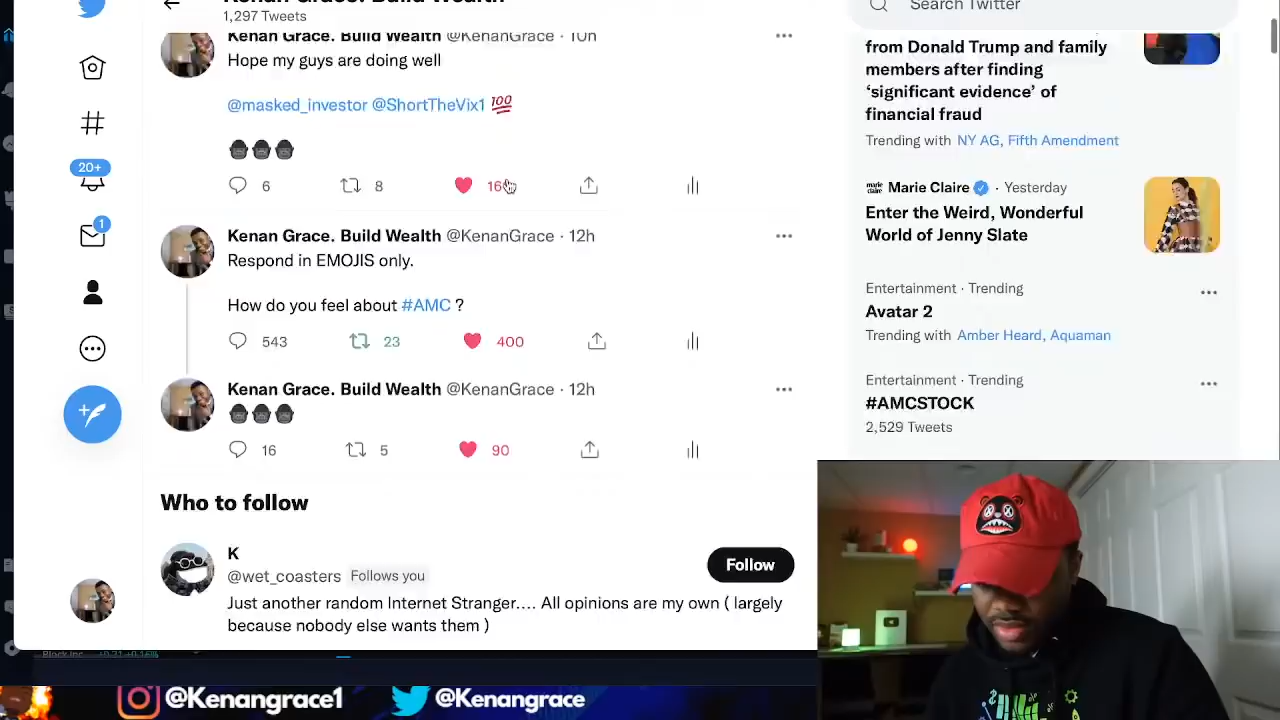 Kenan Grace. Build Wealth
1,297 Tweets
Search Twitter
Kenan Grace. Build Wealth @KenanGrace · 10h
Hope my guys are doing well
@masked_investor @ShortTheVix1 💯
🦍🦍🦍
6 8 16
Kenan Grace. Build Wealth @KenanGrace · 12h
Respond in EMOJIS only.
How do you feel about #AMC ?
543 23 400
Kenan Grace. Build Wealth @KenanGrace · 12h
🦍🦍🦍
16 5 90
Who to follow
K
@wet_coasters Follows you
Follow
Just another random Internet Stranger.... All opinions are my own ( largely
because nobody else wants them )
20+
1
from Donald Trump and family
members after finding
‘significant evidence’ of
financial fraud
Trending with NY AG, Fifth Amendment
marie claire Marie Claire · Yesterday
Enter the Weird, Wonderful
World of Jenny Slate
Entertainment · Trending
Avatar 2
Trending with Amber Heard, Aquaman
Entertainment · Trending
#AMCSTOCK
2,529 Tweets
Block Inc
@Kenangrace1 @Kenangrace